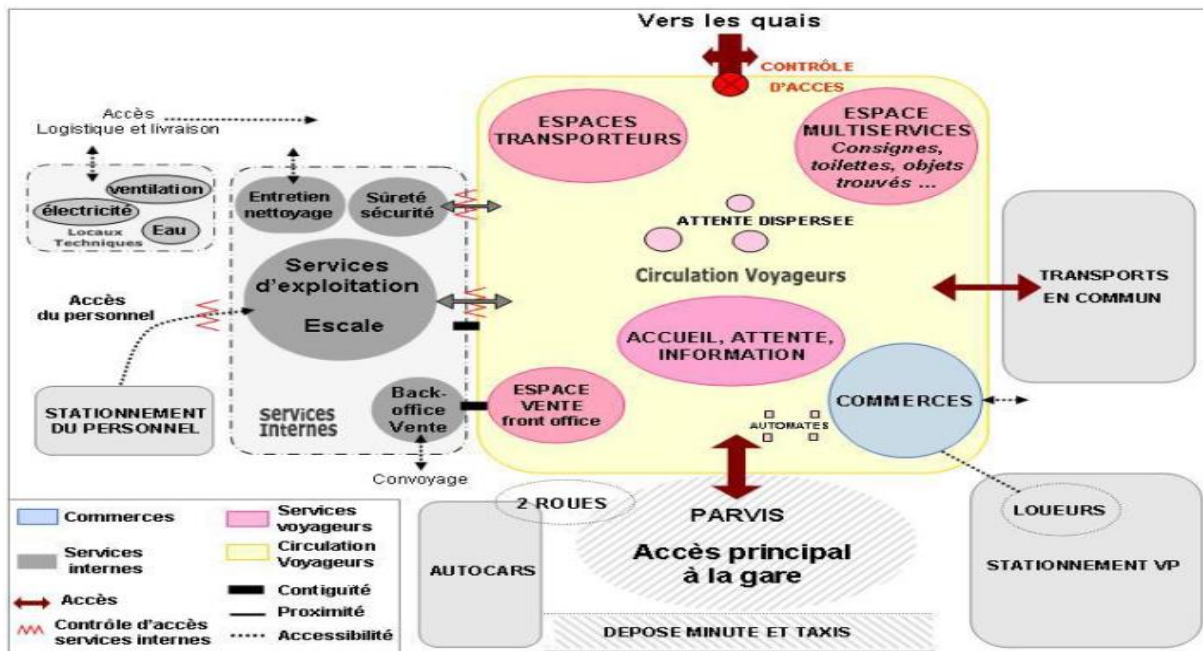 Vers les quais
CONTRÔLE
D'ACCES
Accès
Logistique et livraison
ESPACES
TRANSPORTEURS
ESPACE
MULTISERVICES
Consignes,
toilettes, objets
trouvés ...
ventilation
électricité
Locaux
Techniques
Eau
Entretien
nettoyage
Sûreté
sécurité
ATTENTE DISPERSEE
Circulation Voyageurs
Services
d'exploitation
Escale
TRANSPORTS
EN COMMUN
Accès
du personnel
ACCUEIL, ATTENTE,
INFORMATION
STATIONNEMENT
DU PERSONNEL
Services
Internes
Back-
office
Vente
ESPACE
VENTE
front office
COMMERCES
AUTOMATES
Convoyage
2 ROUES
PARVIS
Accès principal
à la gare
LOUEURS
AUTOCARS
STATIONNEMENT VP
DEPOSE MINUTE ET TAXIS
Commerces
Services
internes
Accès
Contrôle d'accès
services internes
Services
voyageurs
Circulation
Voyageurs
Contiguïté
Proximité
Accessibilité